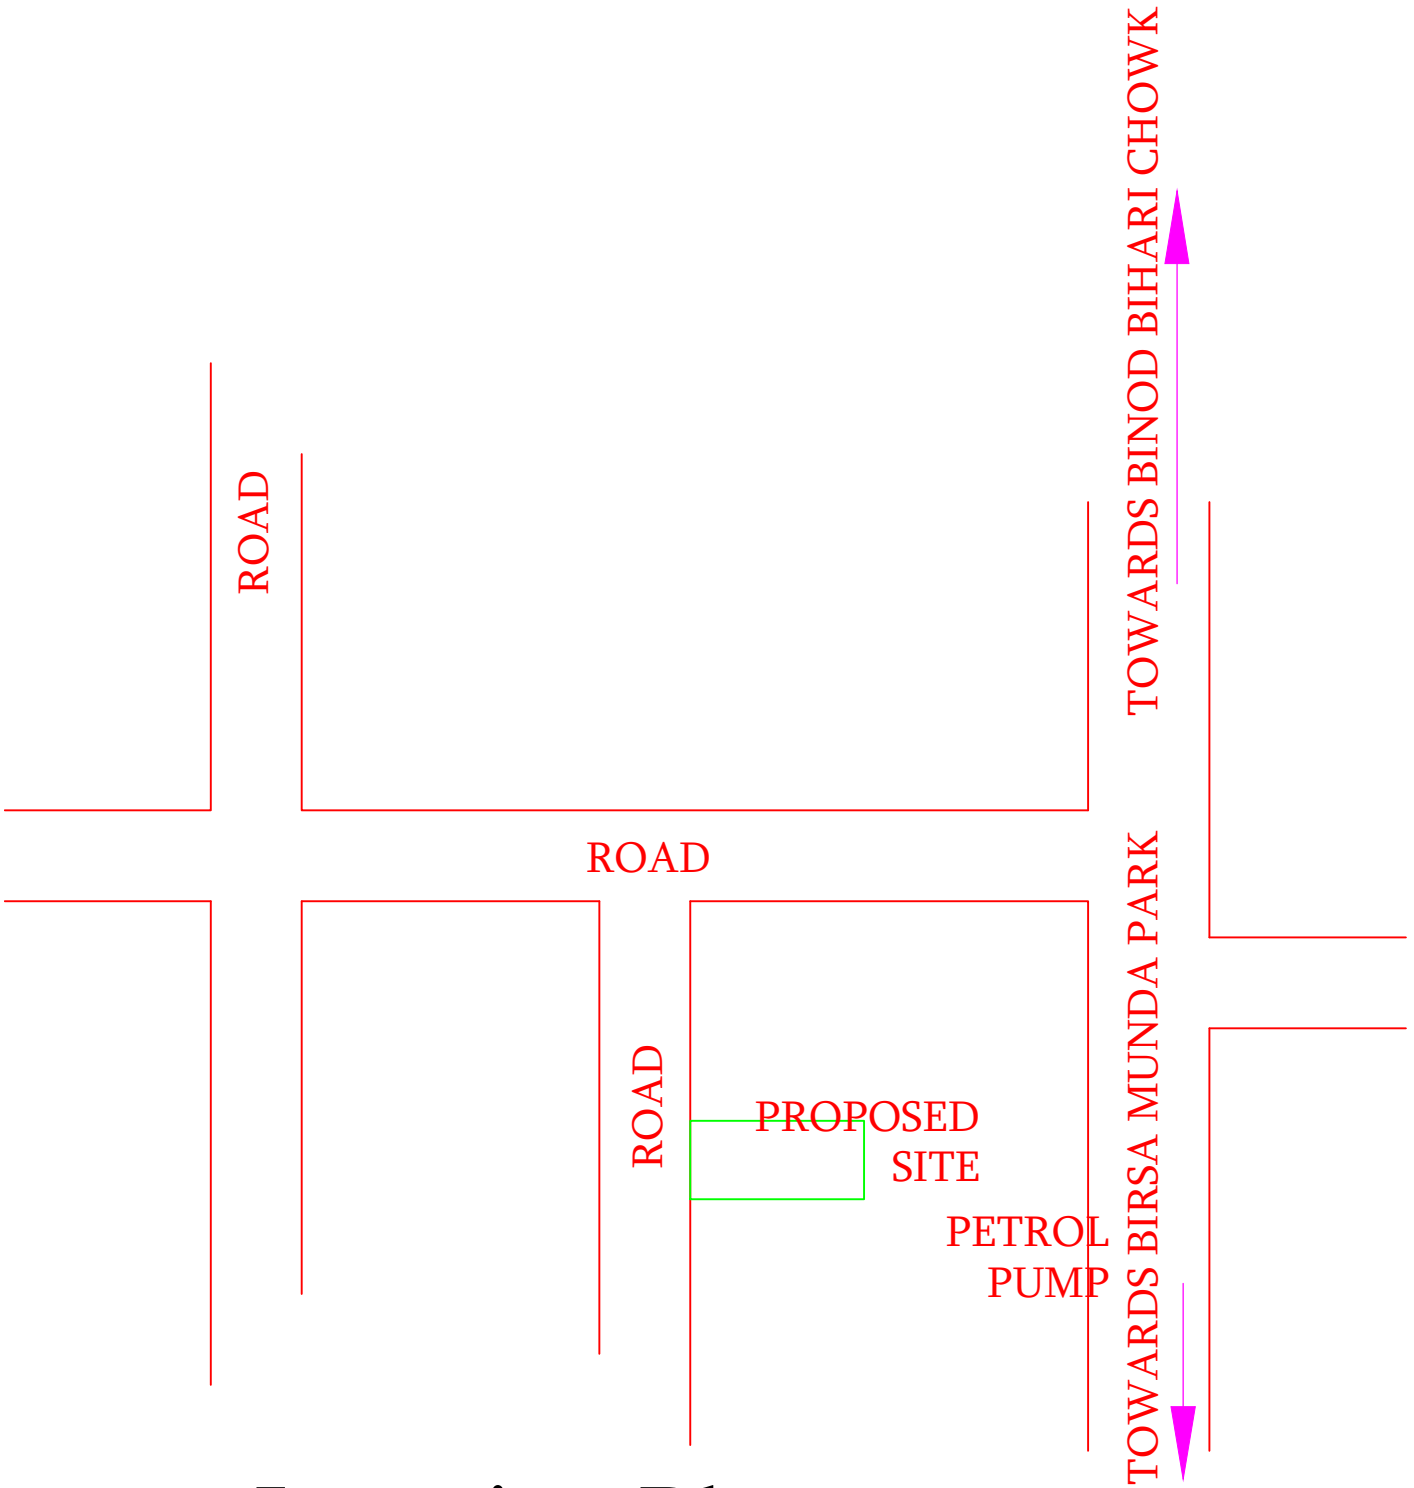 TOWARDS BINOD BIHARI CHOWK
ROAD
ROAD
TOWARDS BIRSA MUNDA PARK
ROAD
PROPOSED
SITE
PETROL
PUMP